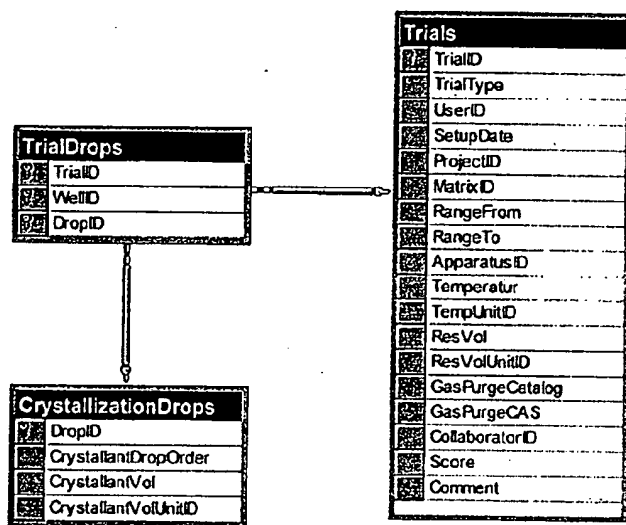 Trials
TrialID
TrialType
UserID
SetupDate
ProjectID
MatrixID
RangeFrom
RangeTo
ApparatusID
Temperatur
TempUnitID
ResVol
ResVolUnitID
GasPurgeCatalog
GasPurgeCAS
CollaboratorID
Score
Comment
TrialDrops
TrialID
WellID
DropID
CrystallizationDrops
DropID
CrystallantDropOrder
CrystallantVol
CrystallantVolUnitID